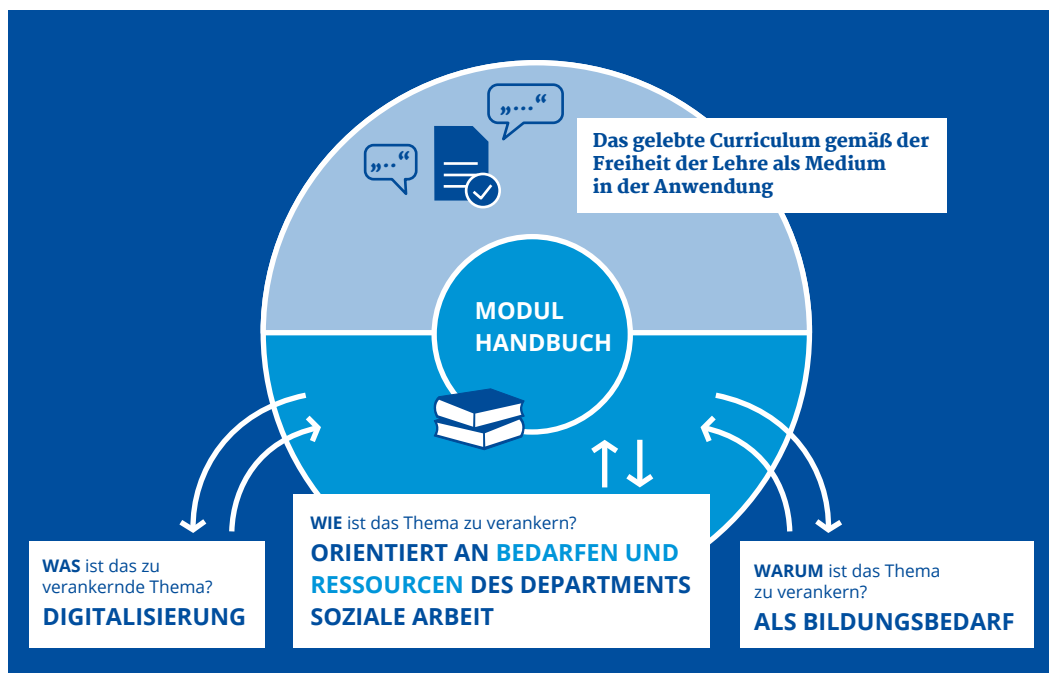 „...“
„..“
Das gelebte Curriculum gemäß der
Freiheit der Lehre als Medium
in der Anwendung
MODUL
HANDBUCH
WAS ist das zu
verankernde Thema?
DIGITALISIERUNG
WIE ist das Thema zu verankern?
ORIENTIERT AN BEDARFEN UND
RESSOURCEN DES DEPARTMENTS
SOZIALE ARBEIT
WARUM ist das Thema
zu verankern?
ALS BILDUNGSBEDARF